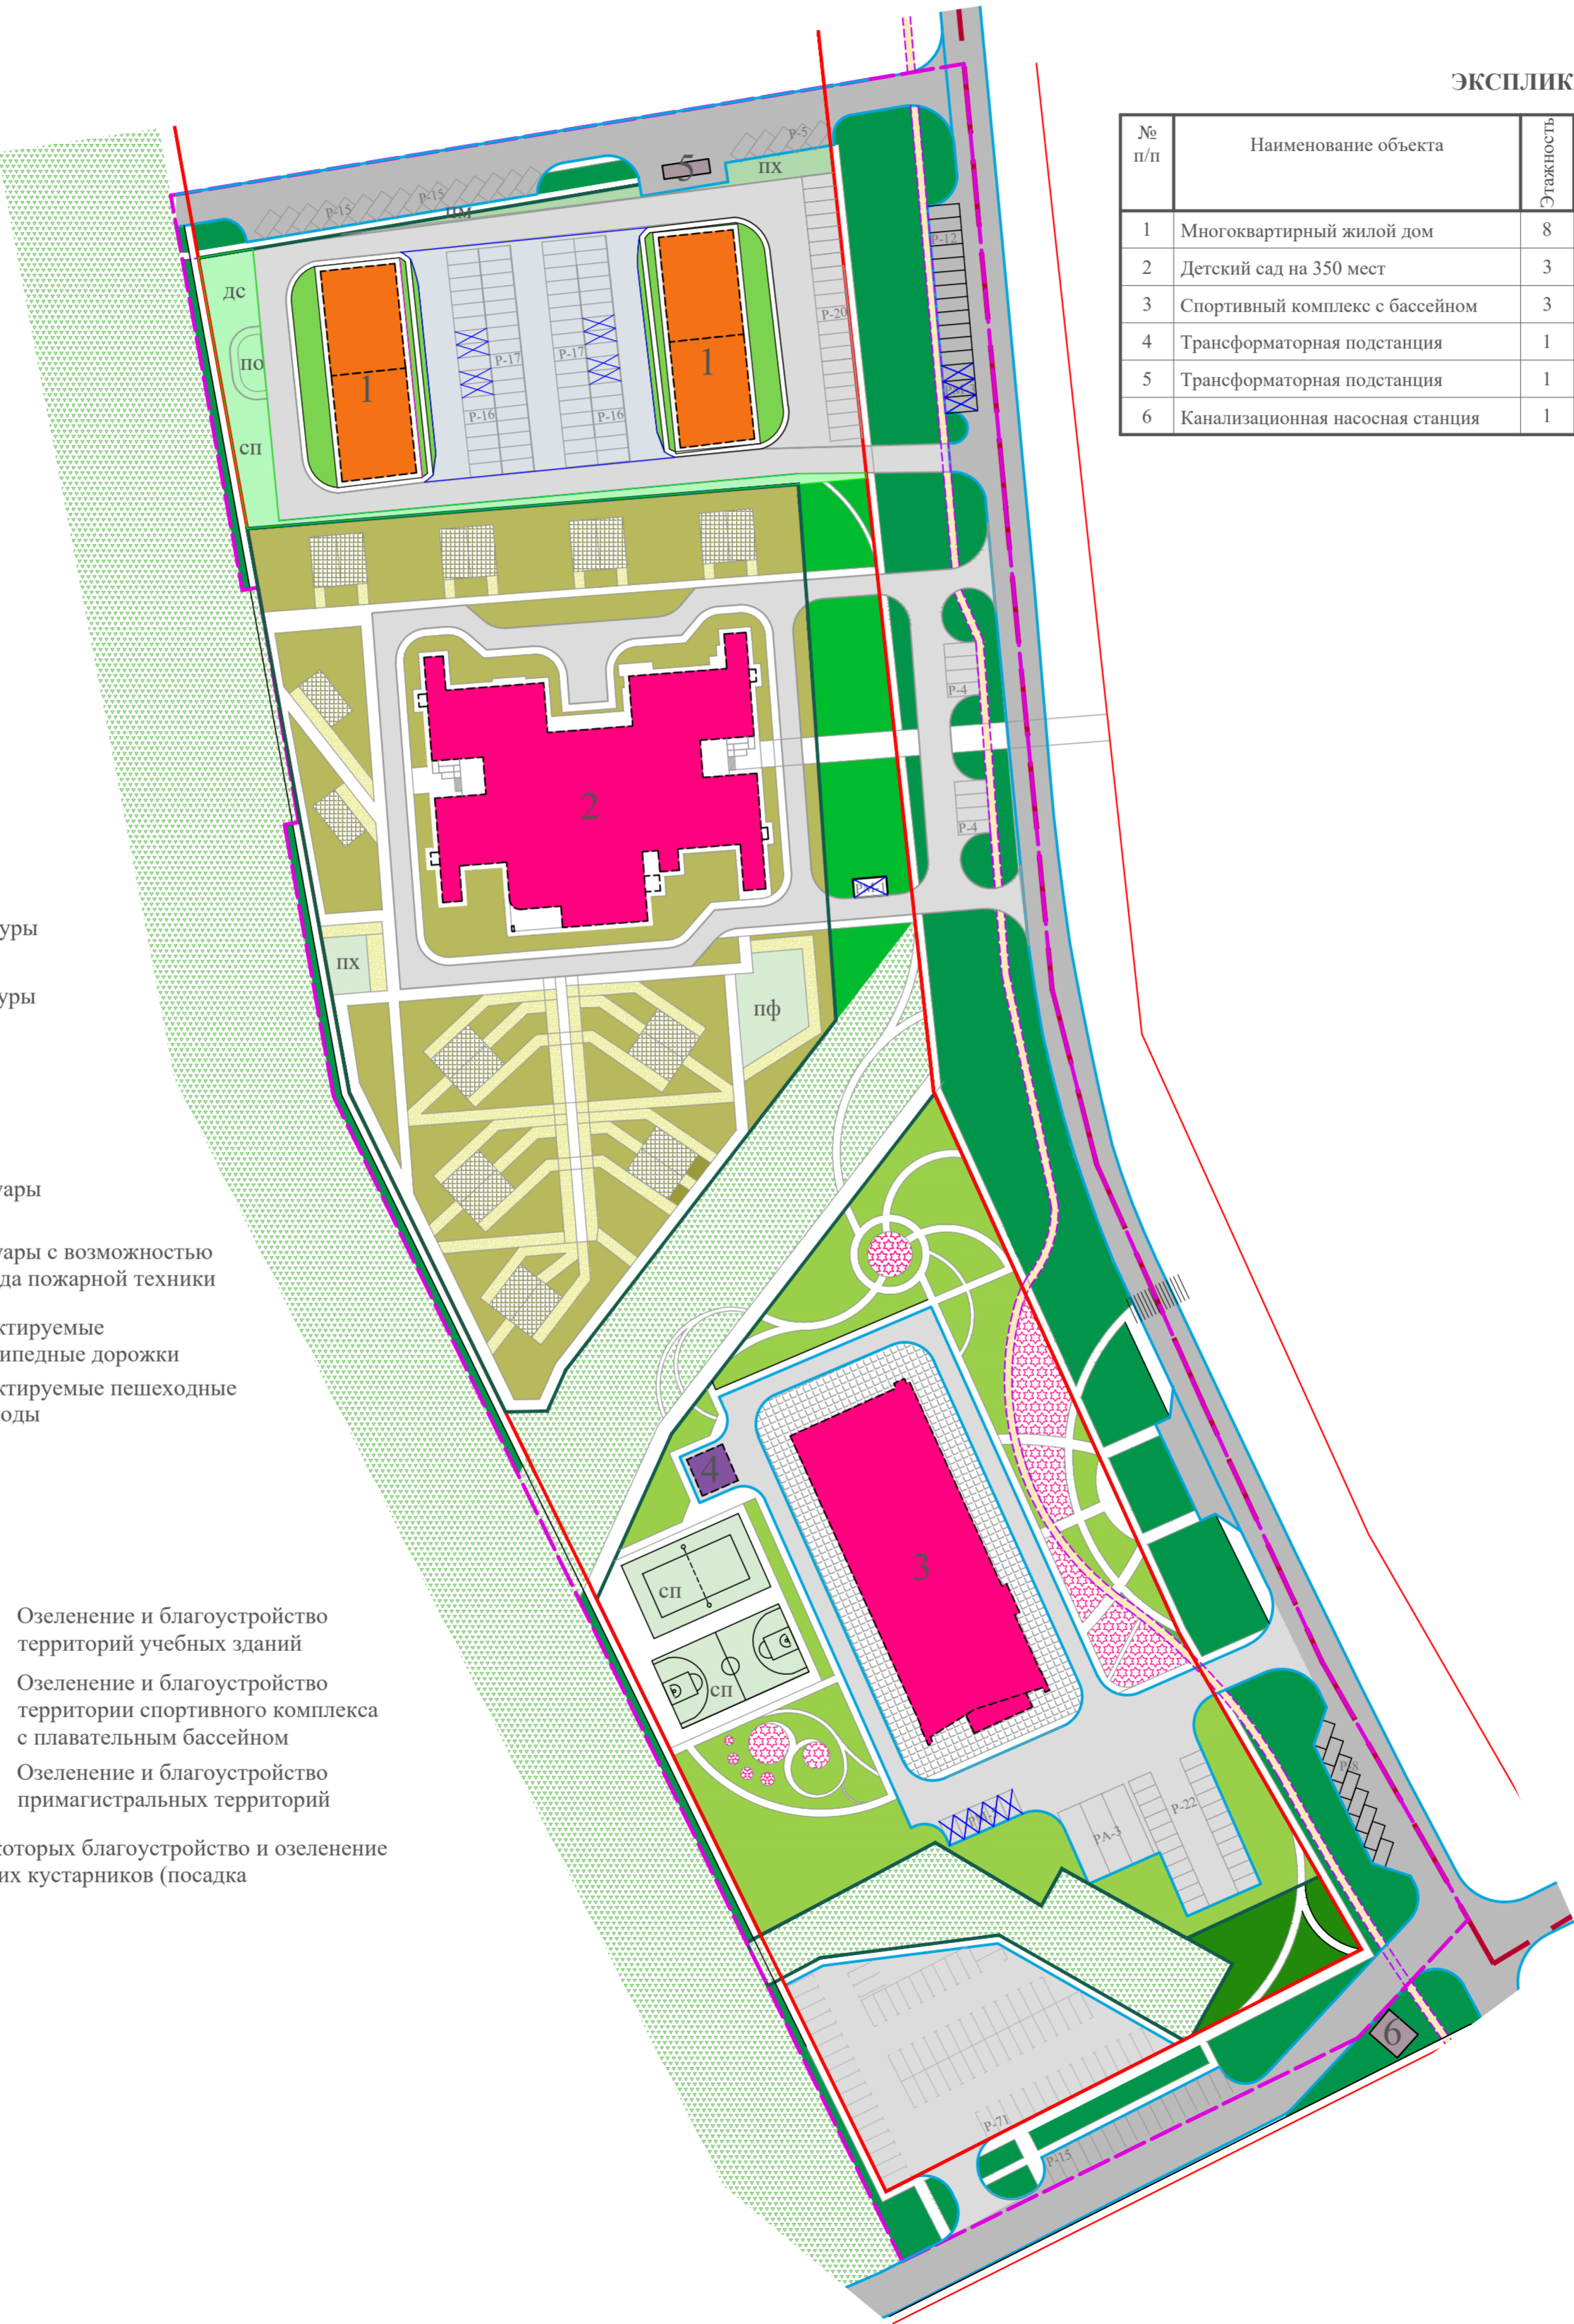 ЭКСПЛИК
№
п/п
Наименование объекта
Этажность
1 Многоквартирный жилой дом 8
2 Детский сад на 350 мест 3
3 Спортивный комплекс с бассейном 3
4 Трансформаторная подстанция 1
5 Трансформаторная подстанция 1
6 Канализационная насосная станция 1
Р-5
5
пх
Р-15
Р-15
Р-12
дс
Р-20
по
Р-17
Р-17
1
1
Р-16
Р-16
сп
Р-4
2
Р-4
РМ-1
уры
пх
уры
пф
уары
уары с возможностью
да пожарной техники
ктируемые
ипедные дорожки
ктируемые пешеходные
оды
4
3
сп
сп
Озеленение и благоустройство
территорий учебных зданий
Озеленение и благоустройство
территории спортивного комплекса
с плавательным бассейном
Озеленение и благоустройство
примагистральных территорий
которых благоустройство и озеленение
их кустарников (посадка
Р-8
Р-22
РА-3
6
Р-71
Р-15